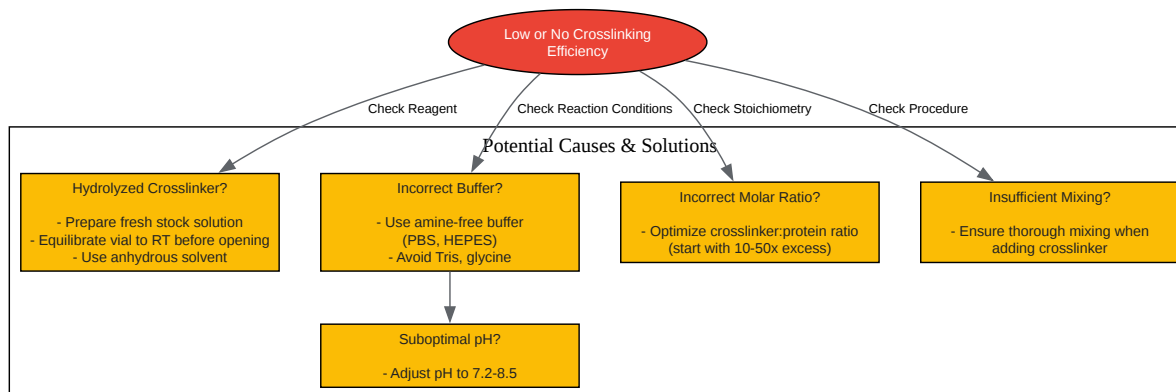 Low or No Crosslinking
Efficiency
Check Reagent
Check Reaction Conditions
Check Stoichiometry
Check Procedure
Potential Causes & Solutions
Hydrolyzed Crosslinker?
- Prepare fresh stock solution
- Equilibrate vial to RT before opening
- Use anhydrous solvent
Incorrect Buffer?
- Use amine-free buffer
(PBS, HEPES)
- Avoid Tris, glycine
Incorrect Molar Ratio?
- Optimize crosslinker:protein ratio
(start with 10-50x excess)
Insufficient Mixing?
- Ensure thorough mixing when
adding crosslinker
Suboptimal pH?
- Adjust pH to 7.2-8.5